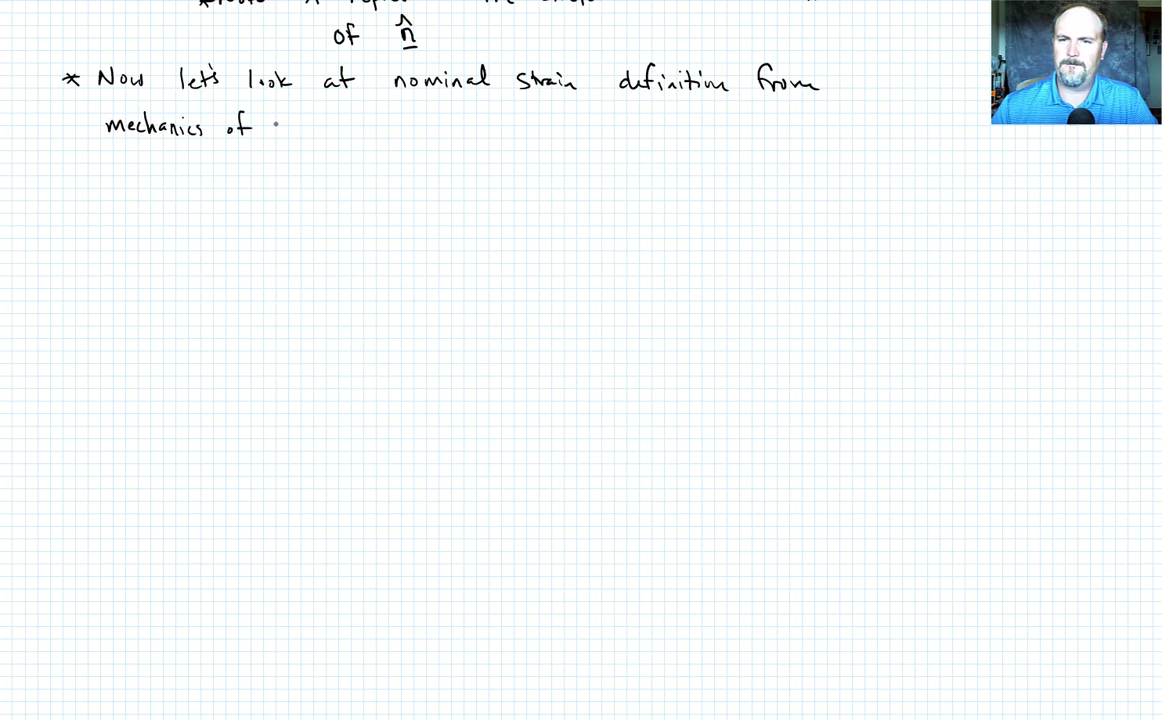 of n̂
* Now let's look at nominal strain definition from
mechanics of